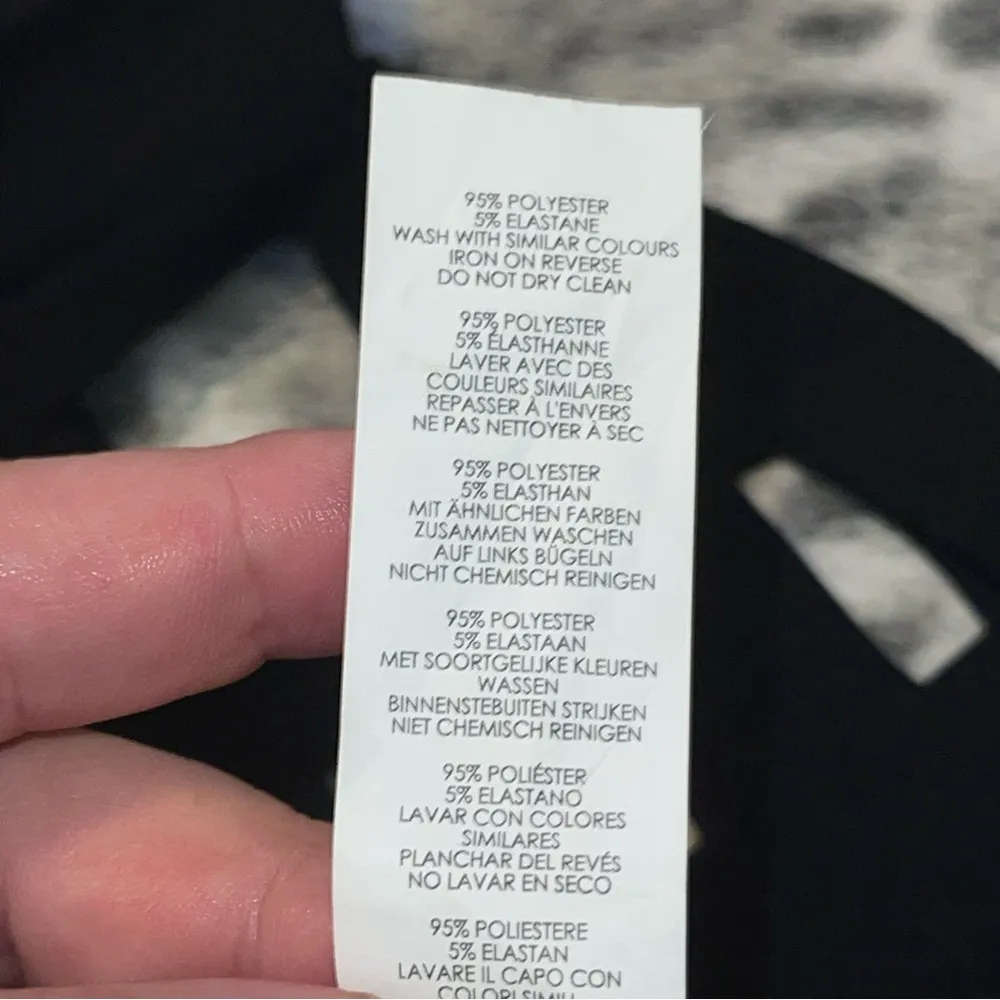 95% POLYESTER
5% ELASTANE
WASH WITH SIMILAR COLOURS
IRON ON REVERSE
DO NOT DRY CLEAN
95% POLYESTER
5% ÉLASTHANNE
LAVER AVEC DES
COULEURS SIMILAIRES
REPASSER À L'ENVERS
NE PAS NETTOYER À SEC
95% POLYESTER
5% ELASTHAN
MIT ÄHNLICHEN FARBEN
ZUSAMMEN WASCHEN
AUF LINKS BÜGELN
NICHT CHEMISCH REINIGEN
95% POLYESTER
5% ELASTAAN
MET SOORTGELIJKE KLEUREN
WASSEN
BINNENSTEBUITEN STRIJKEN
NIET CHEMISCH REINIGEN
95% POLIÉSTER
5% ELASTANO
LAVAR CON COLORES
SIMILARES
PLANCHAR DEL REVÉS
NO LAVAR EN SECO
95% POLIESTERE
5% ELASTAN
LAVARE IL CAPO CON
COLORI